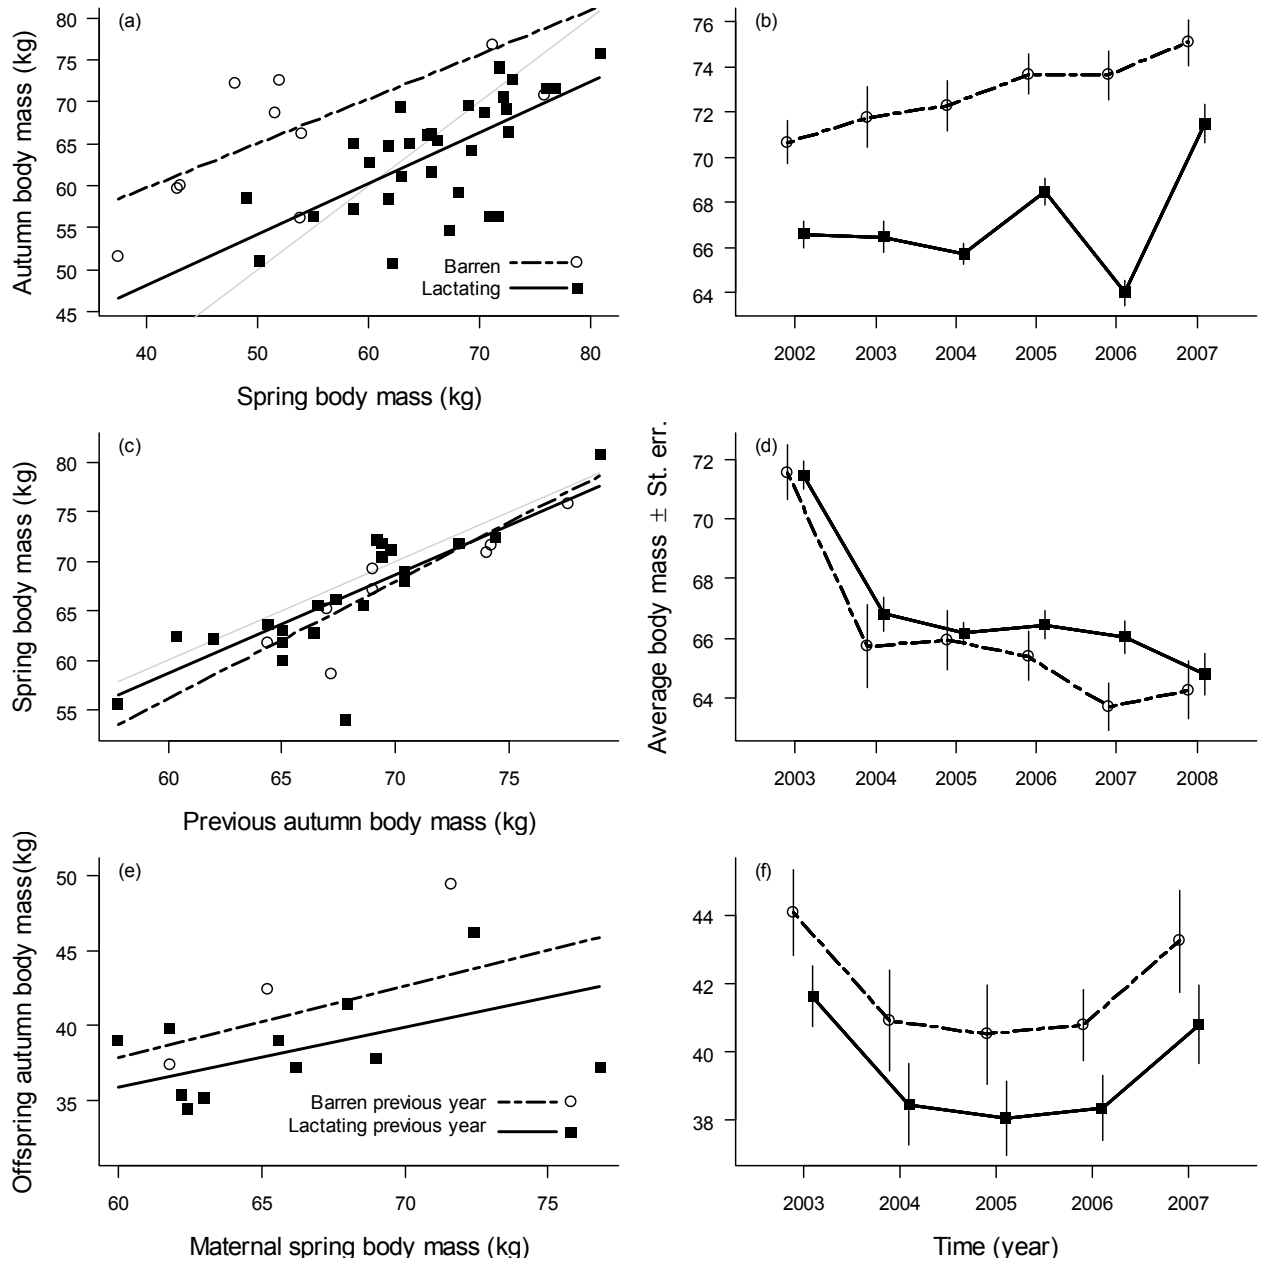 (a)
Autumn body mass (kg)
80
75
70
65
60
55
50
45
Barren
Lactating
40 50 60 70 80
Spring body mass (kg)
(b)
76
74
72
70
68
66
64
2002 2003 2004 2005 2006 2007
(c)
Spring body mass (kg)
80
75
70
65
60
55
60 65 70 75
Previous autumn body mass (kg)
Average body mass ± St. err.
(d)
72
70
68
66
64
2003 2004 2005 2006 2007 2008
(e)
Offspring autumn body mass(kg)
50
45
40
35
Barren previous year
Lactating previous year
60 65 70 75
Maternal spring body mass (kg)
(f)
44
42
40
38
2003 2004 2005 2006 2007
Time (year)